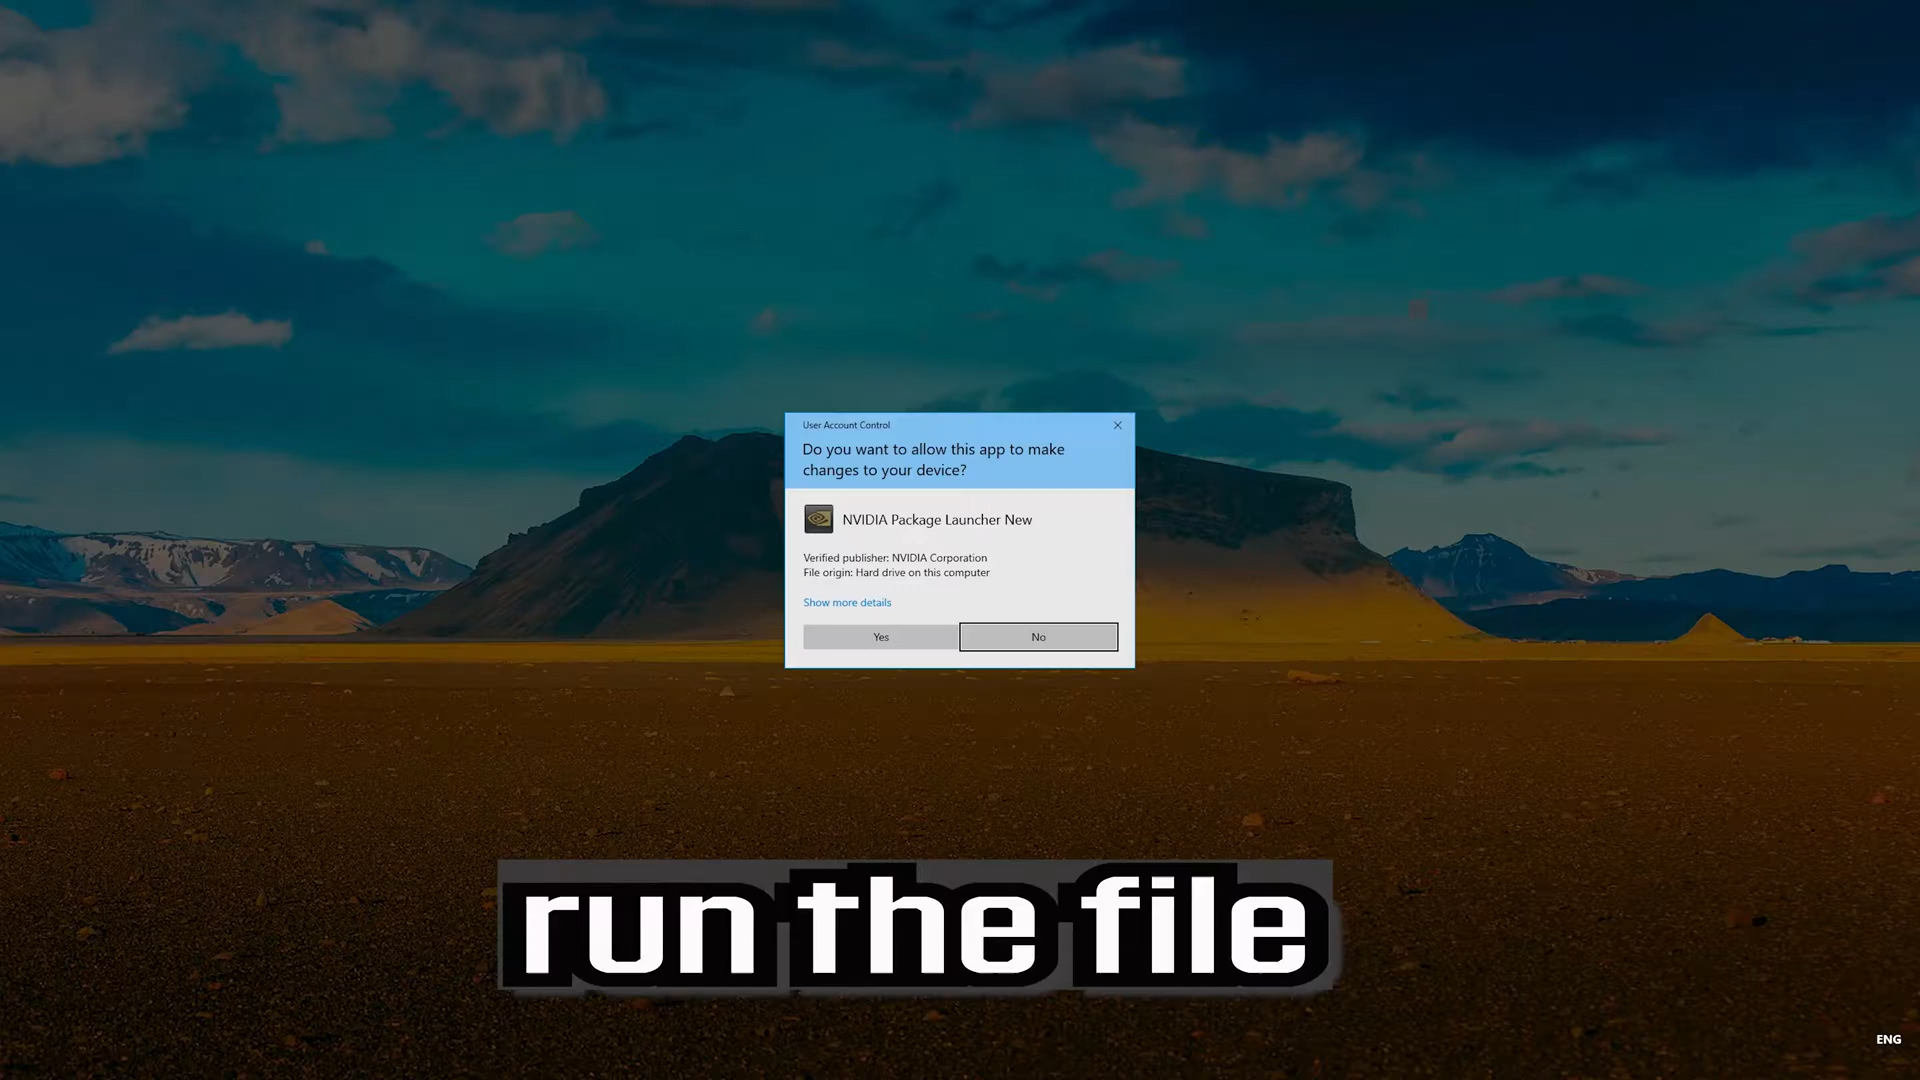 User Account Control
Do you want to allow this app to make
changes to your device?
NVIDIA Package Launcher New
Verified publisher: NVIDIA Corporation
File origin: Hard drive on this computer
Show more details
Yes
No
run the file
ENG